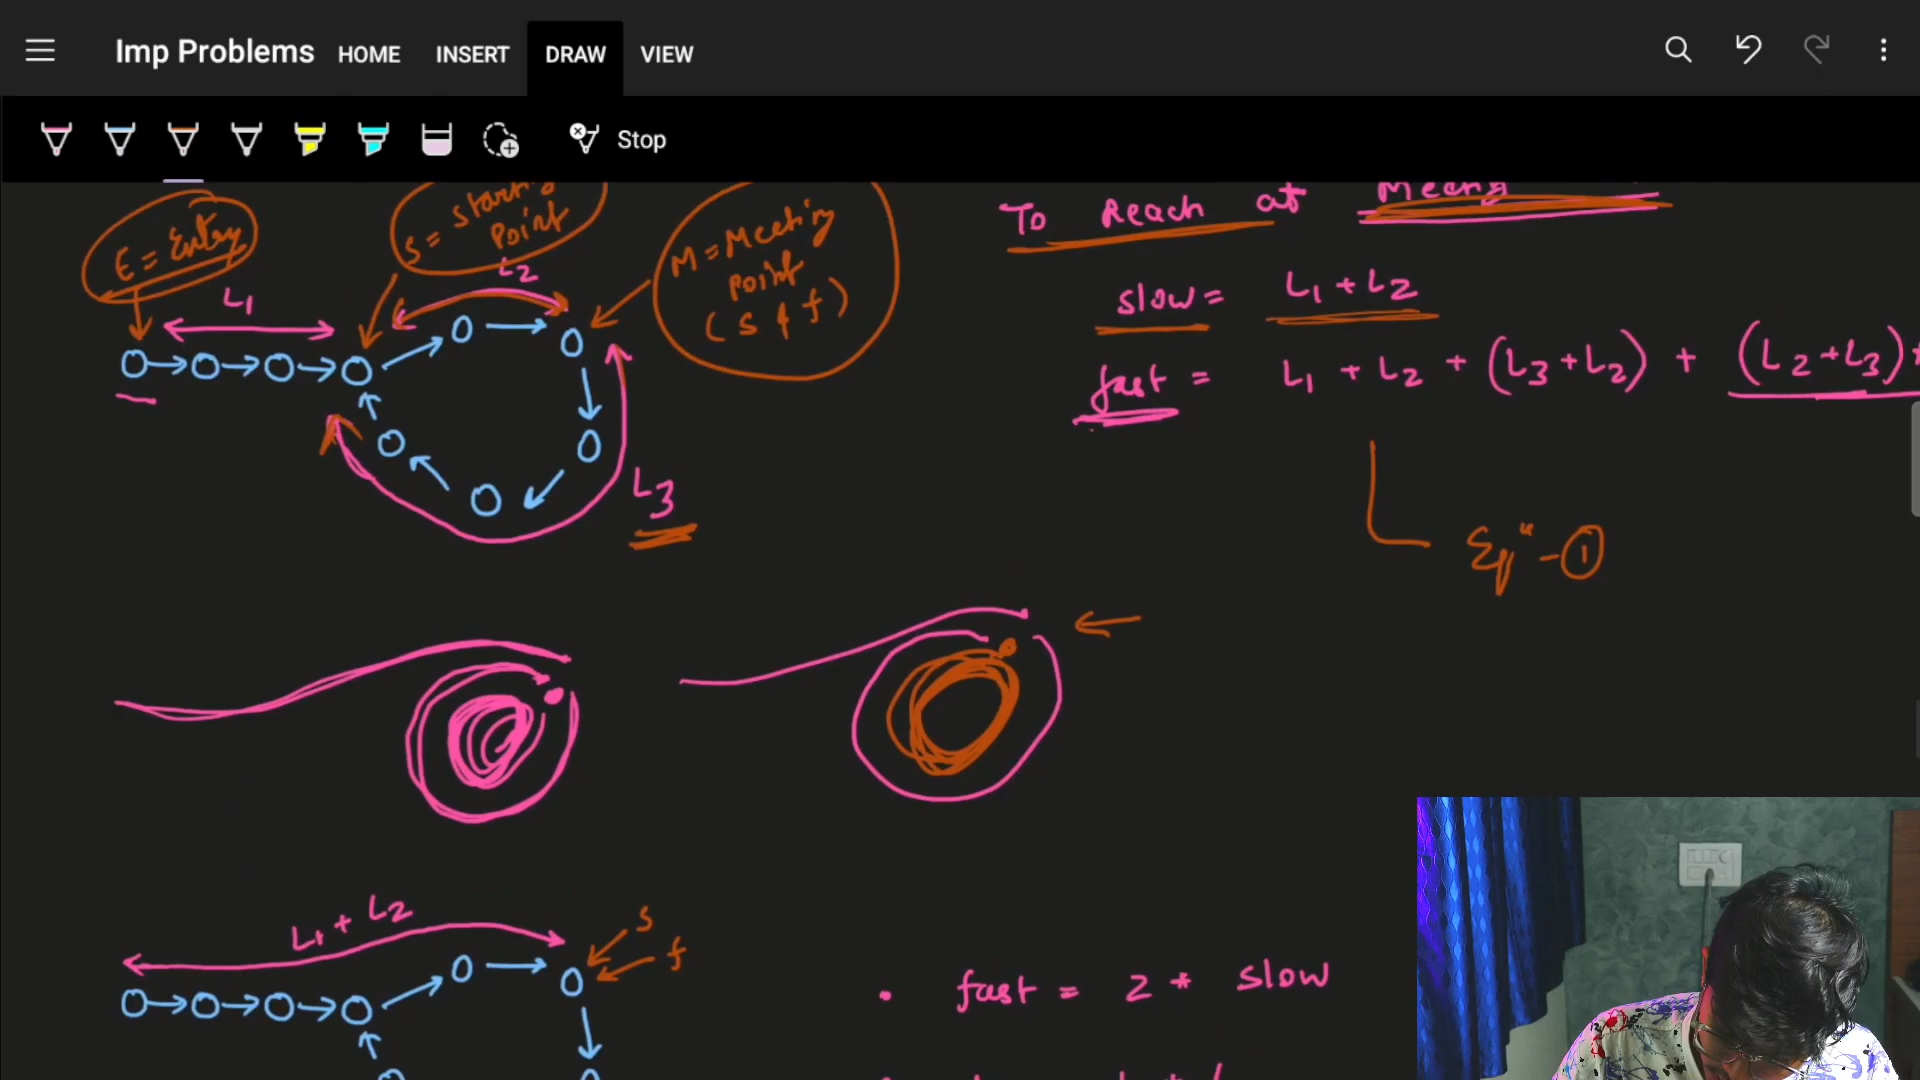 Imp Problems HOME INSERT DRAW VIEW
Stop
E = Entry
S = Starting
Point
M = Meeting
Point
(S & f)
L1
L2
L3
To Reach at
slow = L1 + L2
fast = L1 + L2 + (L3 + L2) + (L2 + L3) +
Eqn - 1
L1 + L2
S
f
• fast = 2 * slow